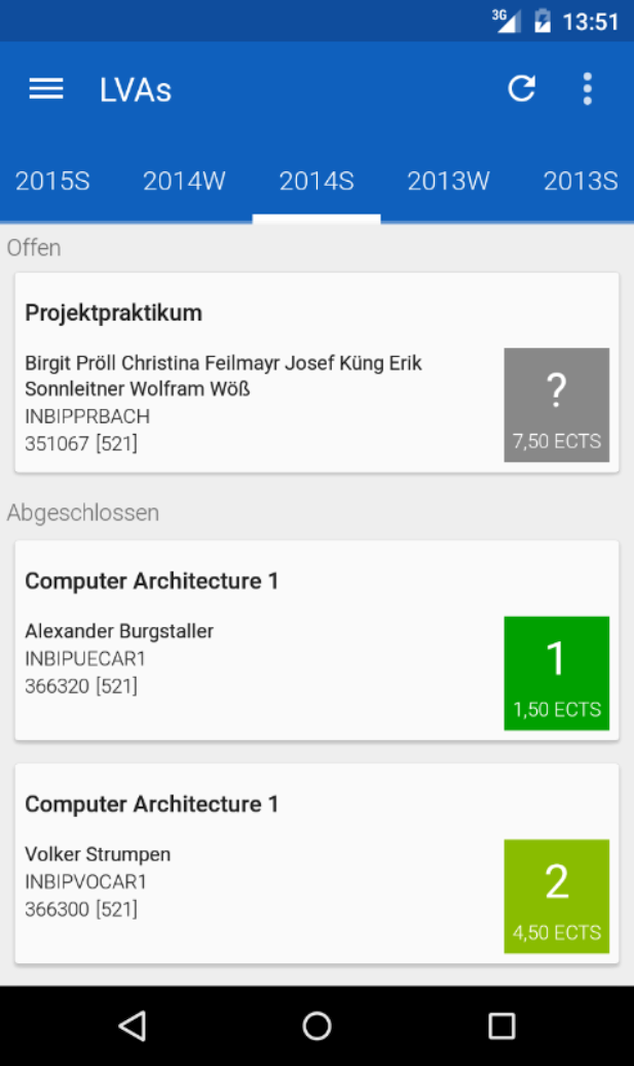 3G 13:51
LVAs
2015S 2014W 2014S 2013W 2013S
Offen
Projektpraktikum
Birgit Pröll Christina Feilmayr Josef Küng Erik
Sonnleitner Wolfram Wöß
INBIPPRBACH
351067 [521]
?
7,50 ECTS
Abgeschlossen
Computer Architecture 1
Alexander Burgstaller
INBIPUECAR1
366320 [521]
1
1,50 ECTS
Computer Architecture 1
Volker Strumpen
INBIPVOCAR1
366300 [521]
2
4,50 ECTS